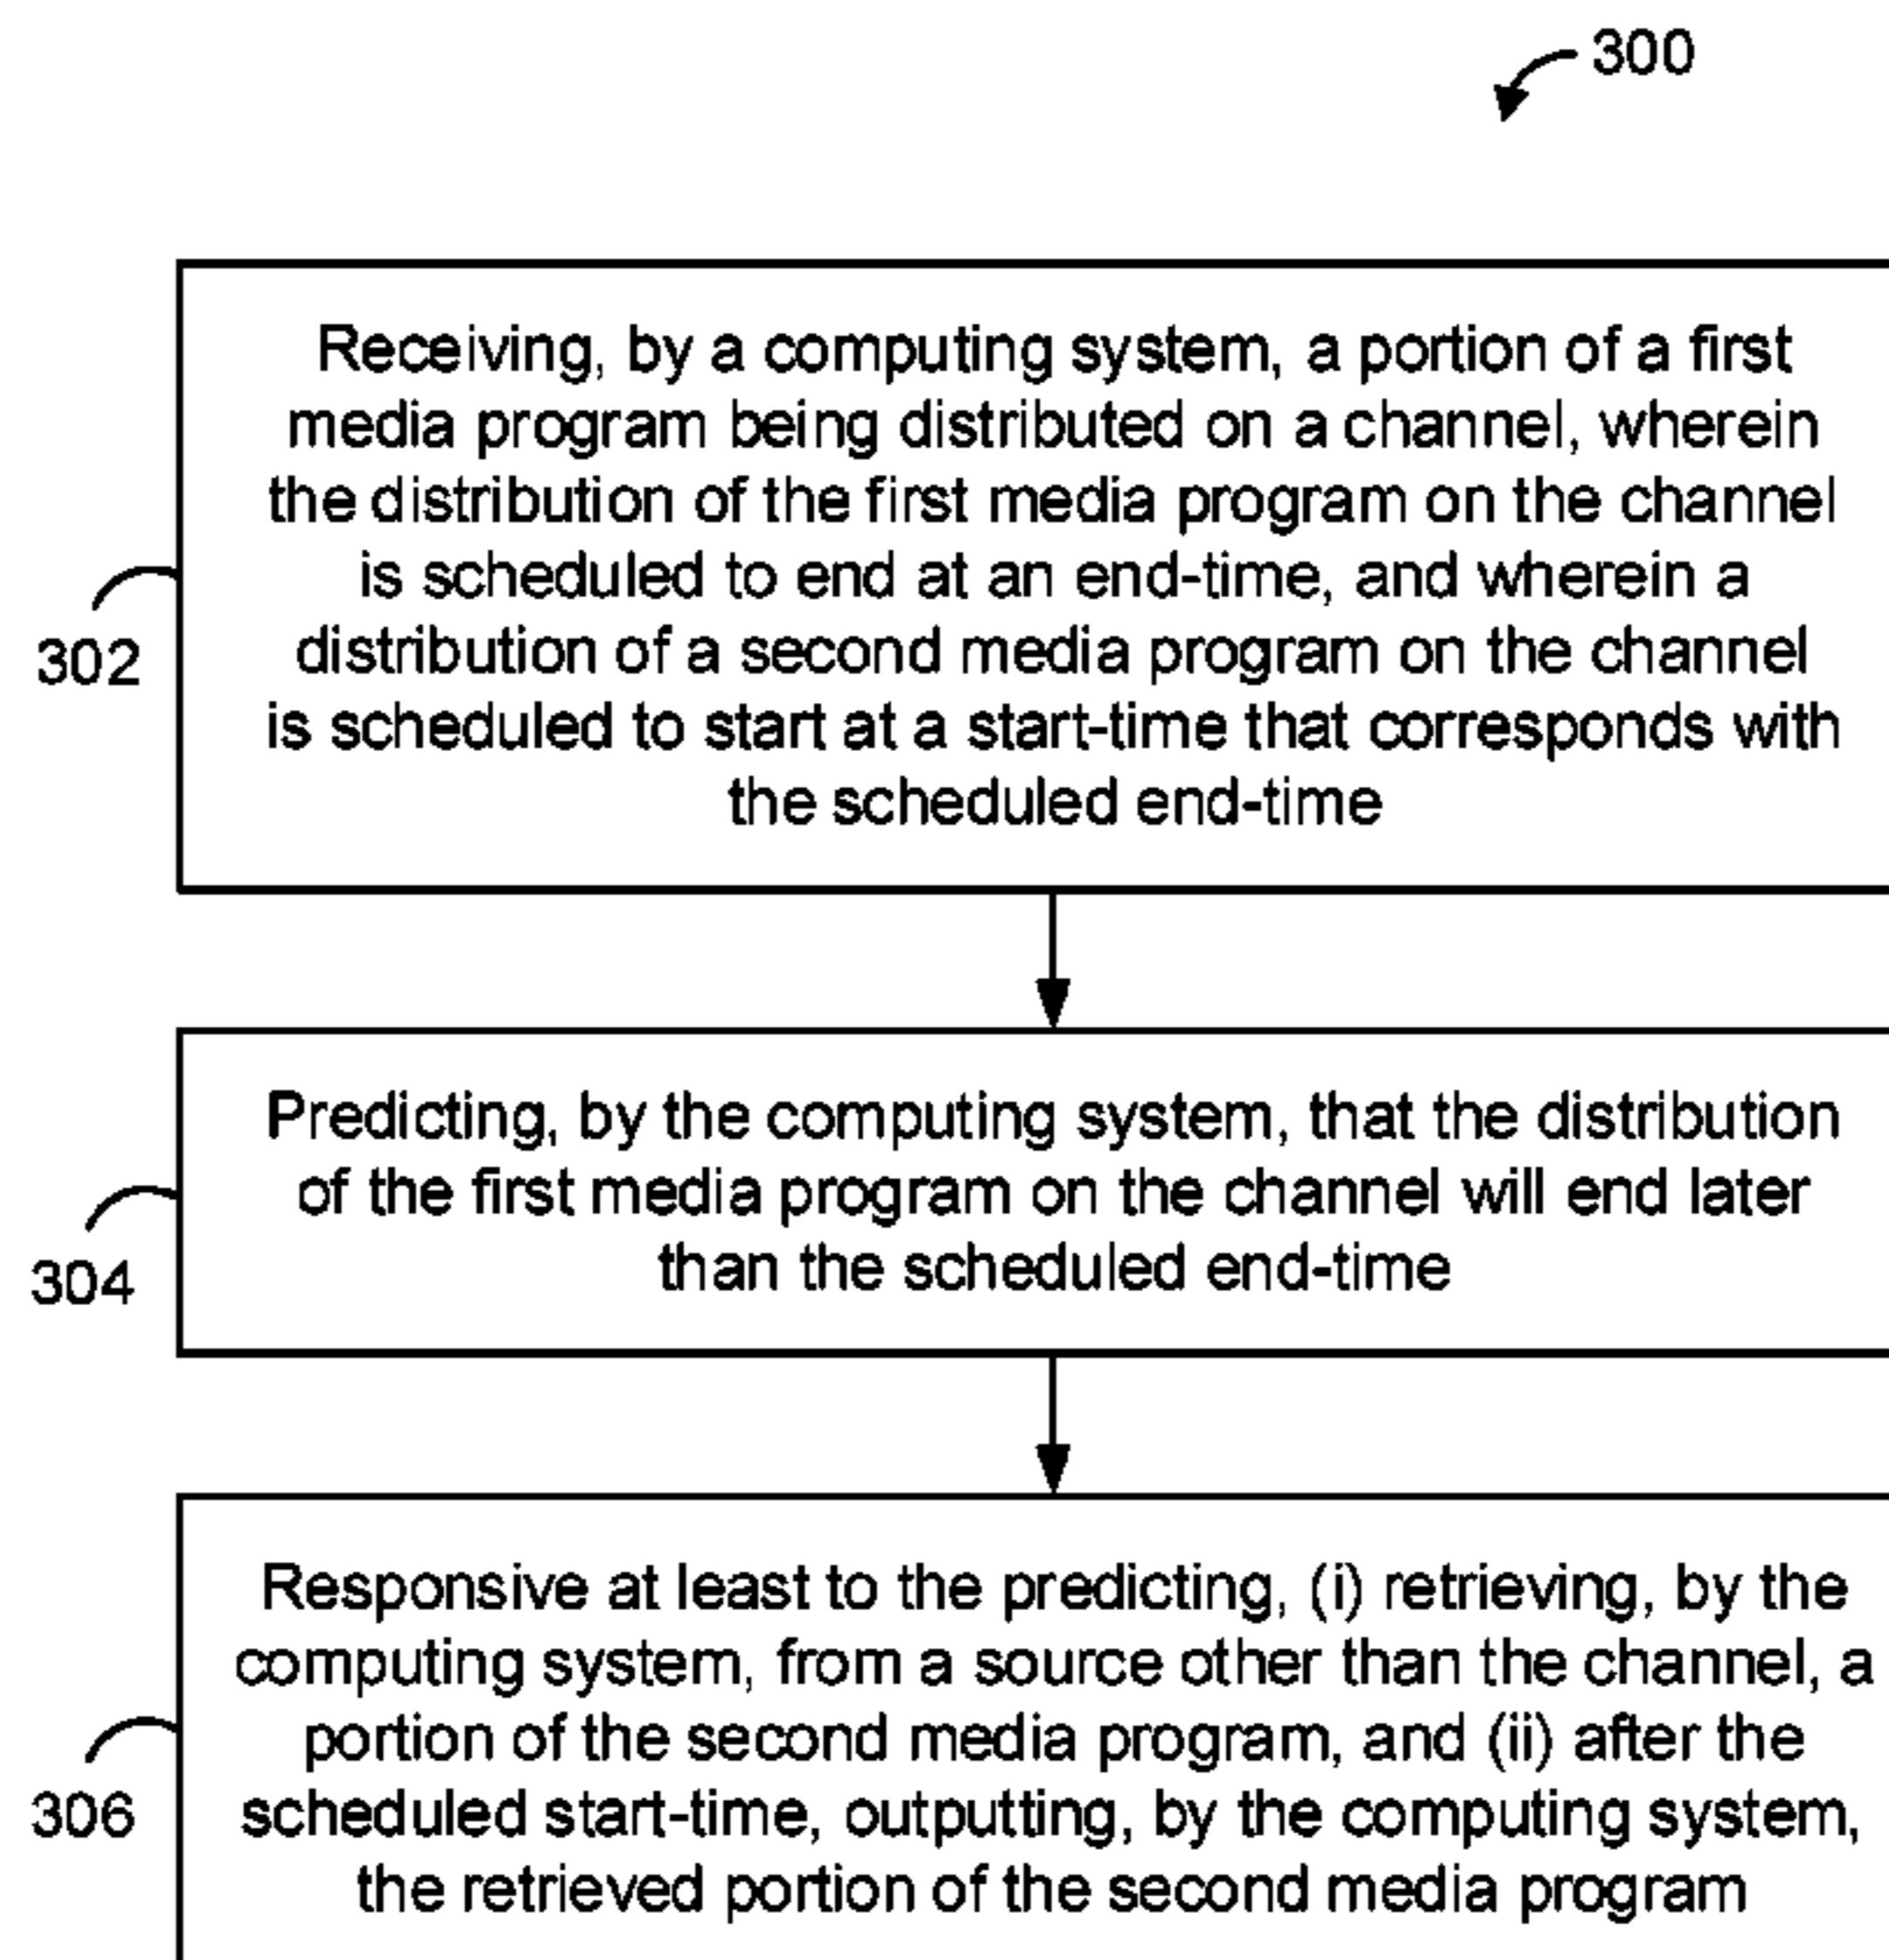 300
Receiving, by a computing system, a portion of a first
media program being distributed on a channel, wherein
the distribution of the first media program on the channel
is scheduled to end at an end-time, and wherein a
distribution of a second media program on the channel
is scheduled to start at a start-time that corresponds with
the scheduled end-time
302
Predicting, by the computing system, that the distribution
of the first media program on the channel will end later
than the scheduled end-time
304
Responsive at least to the predicting, (i) retrieving, by the
computing system, from a source other than the channel, a
portion of the second media program, and (ii) after the
scheduled start-time, outputting, by the computing system,
the retrieved portion of the second media program
306